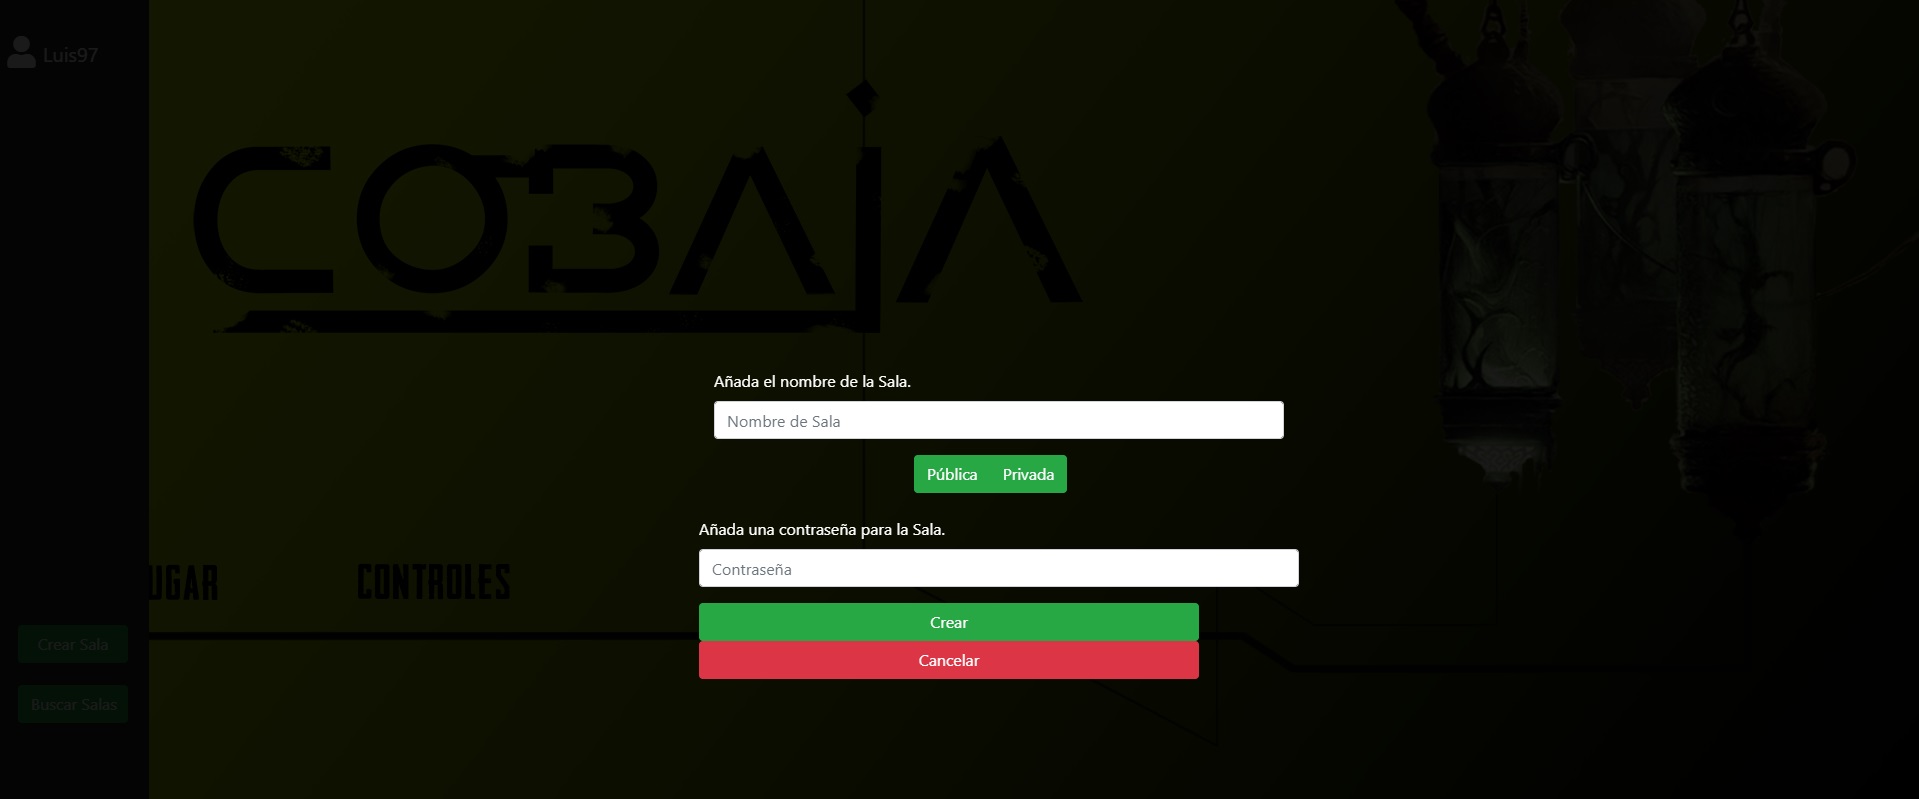 Luis97
COBAJA
Añada el nombre de la Sala.
Nombre de Sala
Pública Privada
Añada una contraseña para la Sala.
Contraseña
UGAR CONTROLES
Crear
Crear Sala
Cancelar
Buscar Salas